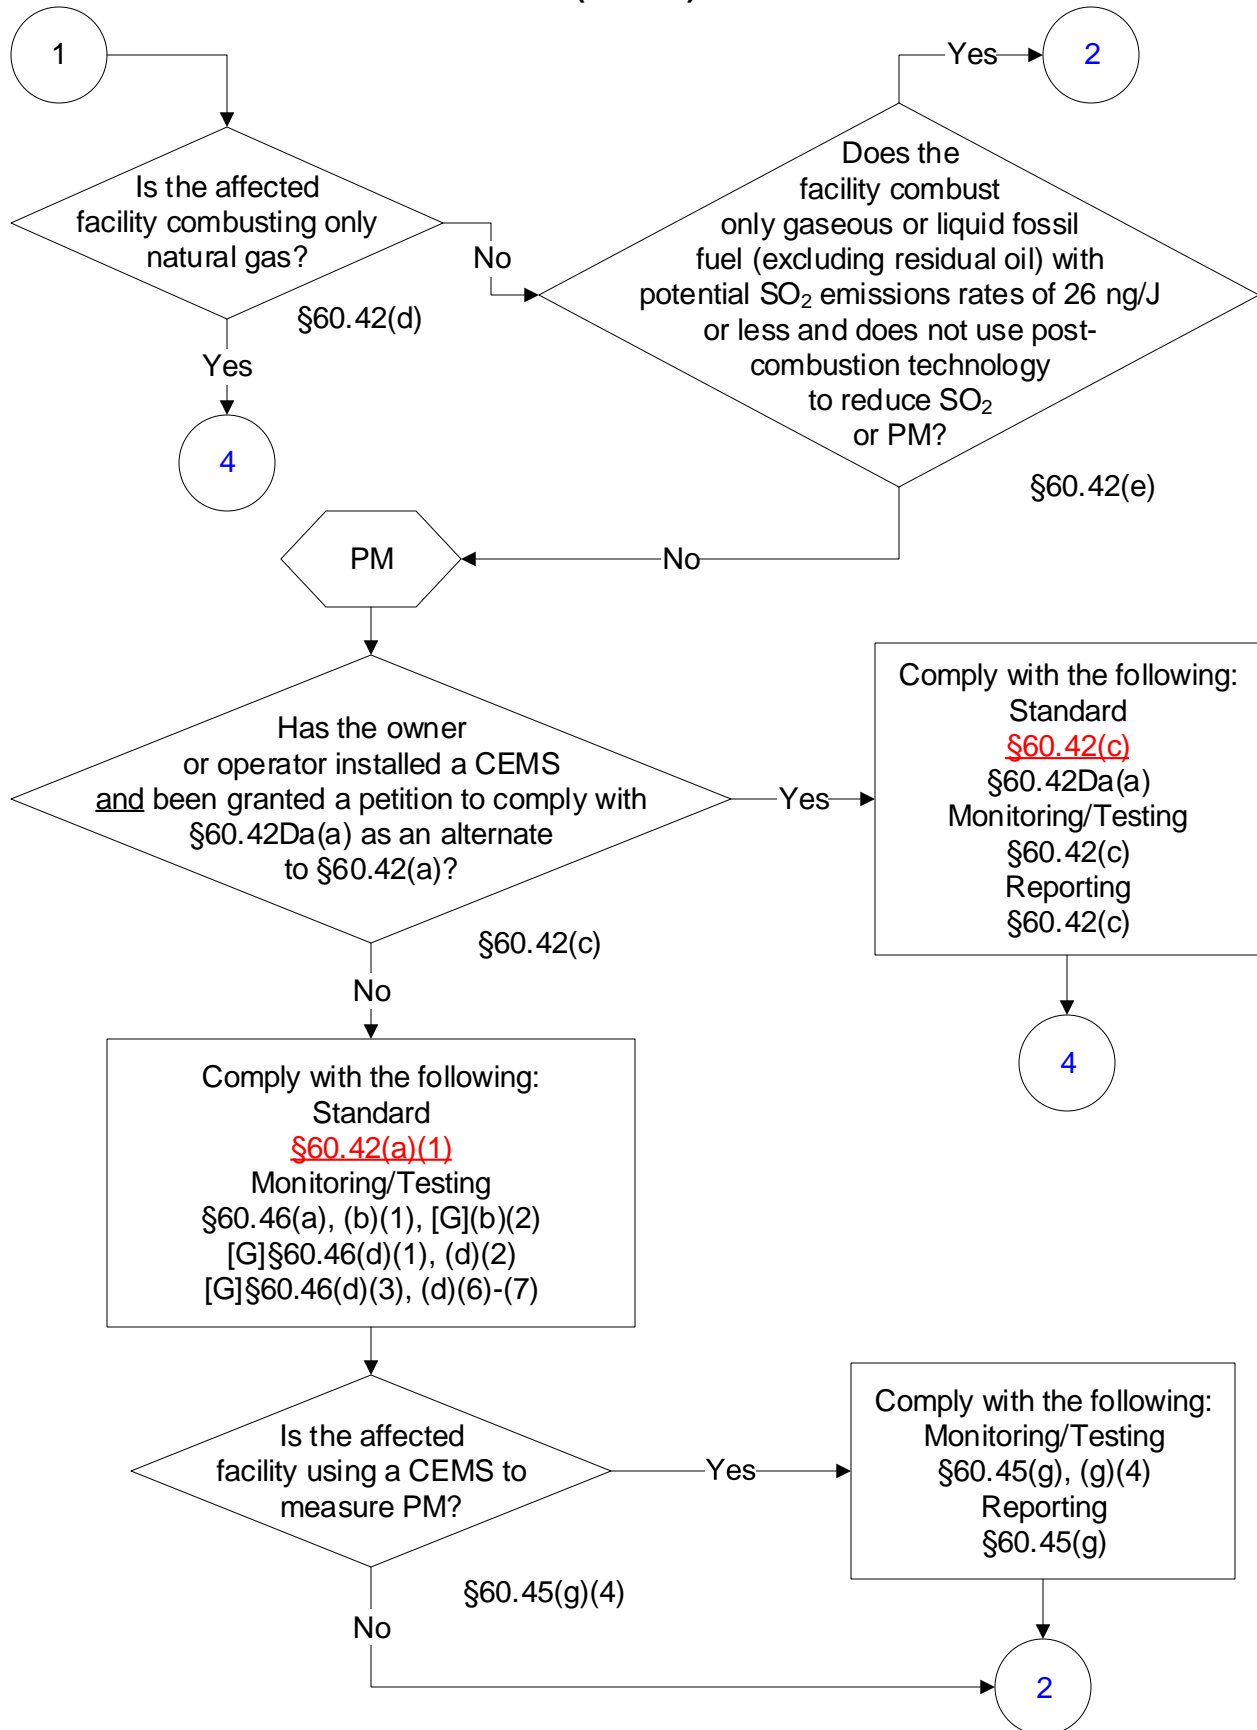 1
Yes
2
Is the affected
facility combusting only
natural gas?
No
§60.42(d)
Yes
4
Does the
facility combust
only gaseous or liquid fossil
fuel (excluding residual oil) with
potential SO₂ emissions rates of 26 ng/J
or less and does not use post-
combustion technology
to reduce SO₂
or PM?
§60.42(e)
No
PM
Has the owner
or operator installed a CEMS
and been granted a petition to comply with
§60.42Da(a) as an alternate
to §60.42(a)?
§60.42(c)
Yes
Comply with the following:
Standard
§60.42(c)
§60.42Da(a)
Monitoring/Testing
§60.42(c)
Reporting
§60.42(c)
4
No
Comply with the following:
Standard
§60.42(a)(1)
Monitoring/Testing
§60.46(a), (b)(1), [G](b)(2)
[G]§60.46(d)(1), (d)(2)
[G]§60.46(d)(3), (d)(6)-(7)
Is the affected
facility using a CEMS to
measure PM?
§60.45(g)(4)
Yes
Comply with the following:
Monitoring/Testing
§60.45(g), (g)(4)
Reporting
§60.45(g)
No
2